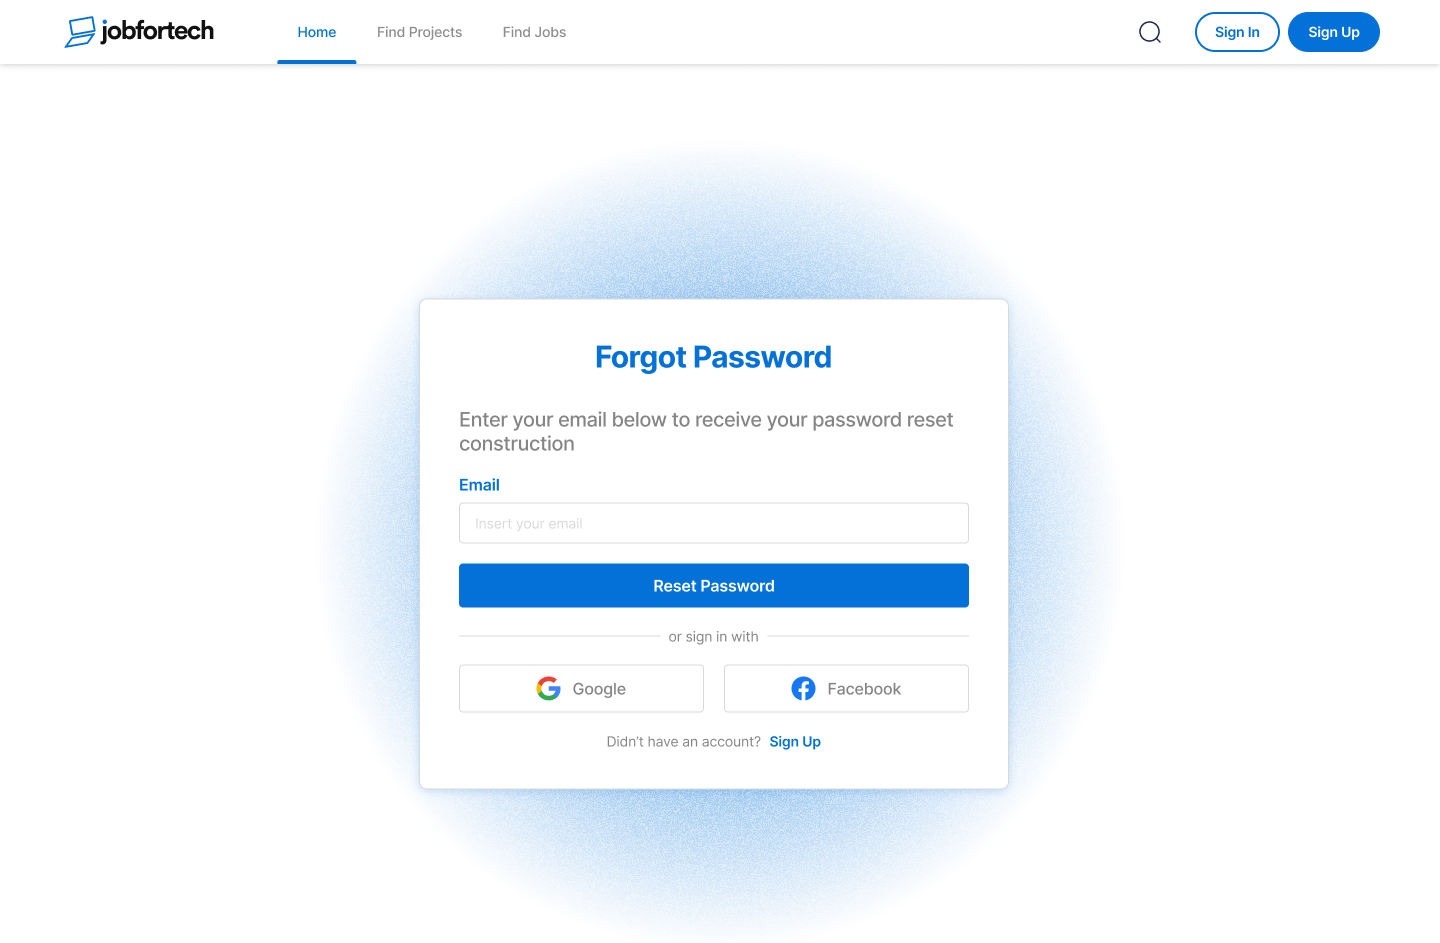 jobfortech
Home
Find Projects
Find Jobs
Sign In
Sign Up
Forgot Password
Enter your email below to receive your password reset
construction
Email
Insert your email
Reset Password
or sign in with
Google
Facebook
Didn’t have an account? Sign Up